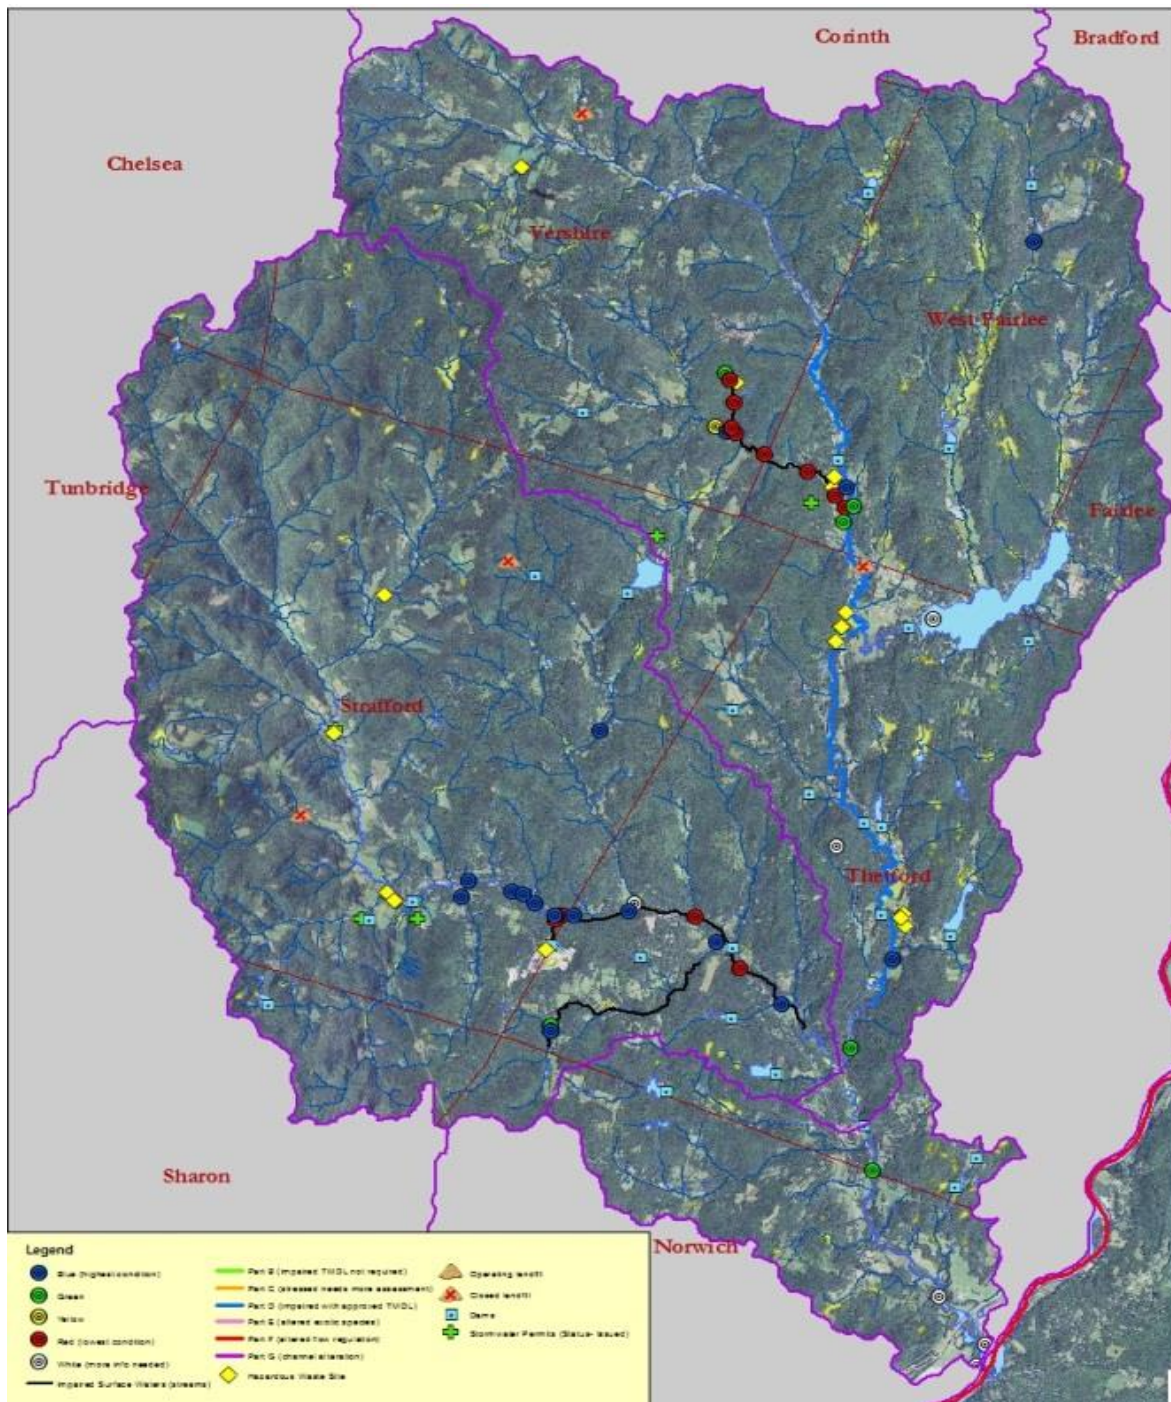 Corinth
Bradford
Chelsea
Vershire
West Fairlee
Tunbridge
Fairlee
Strafford
Thetford
Sharon
Norwich
Legend
Blue (highest condition)
Green
Yellow
Red (lowest condition)
White (more info needed)
Impaired Surface Waters (streams)
Part B (impaired TMDL not required)
Part C (stressed needs more assessment)
Part D (impaired with approved TMDL)
Part E (altered exotic species)
Part F (altered flow regulation)
Part G (channel alteration)
Hazardous Waste Site
Operating landfill
Closed landfill
Dams
Stormwater Permits (Status- Issued)